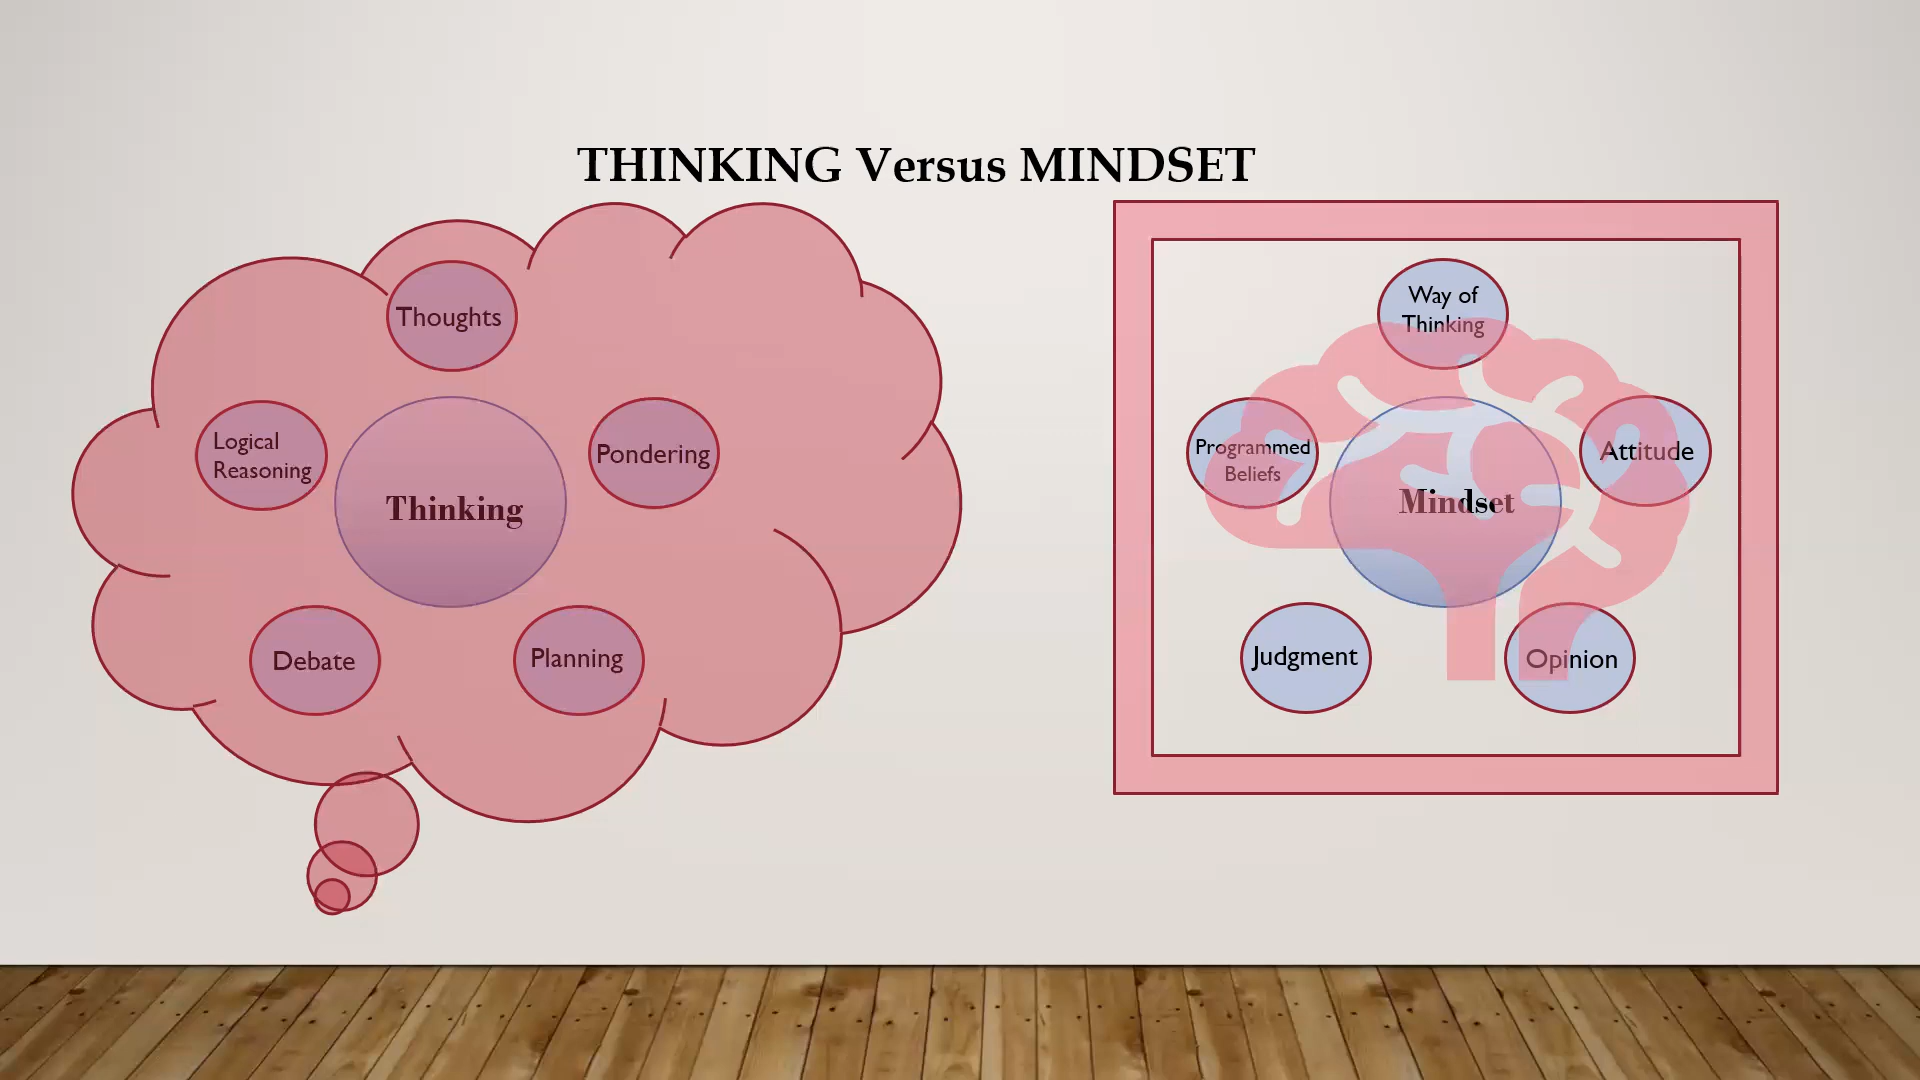 THINKING Versus MINDSET
Thoughts
Logical
Reasoning
Pondering
Thinking
Debate
Planning
Way of
Thinking
Programmed
Beliefs
Attitude
Mindset
Judgment
Opinion